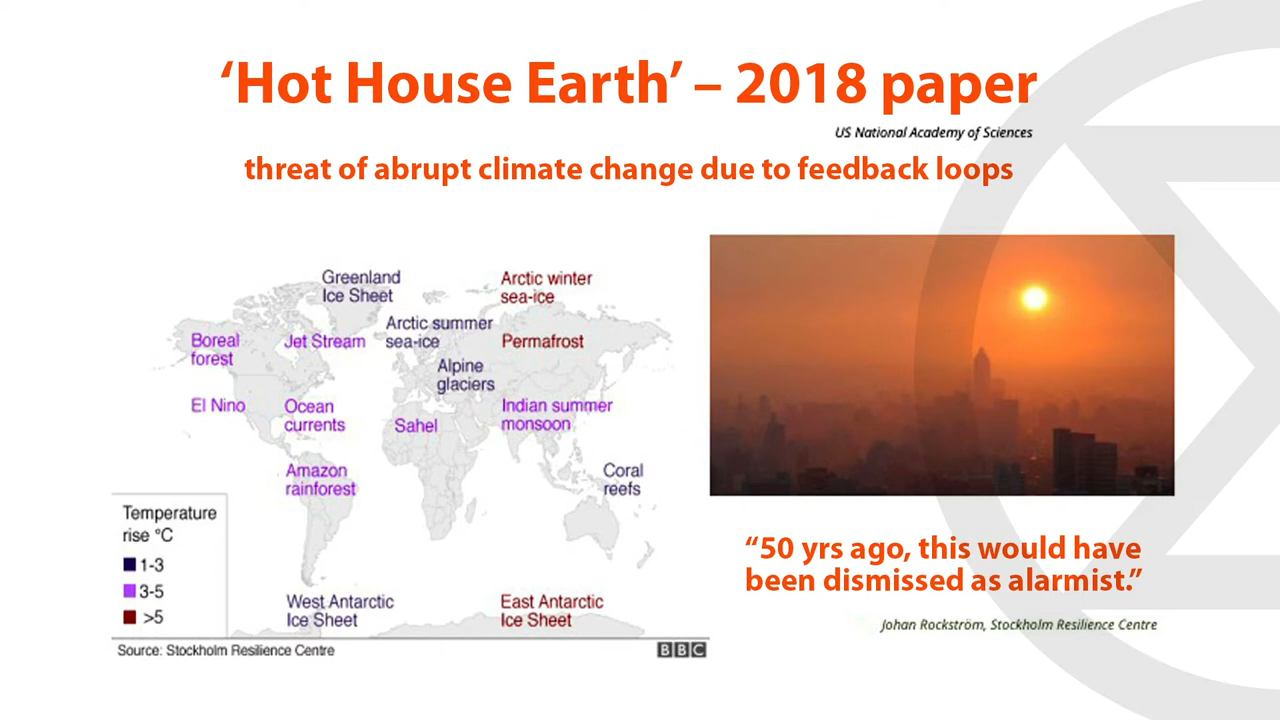 ‘Hot House Earth’ – 2018 paper
US National Academy of Sciences
threat of abrupt climate change due to feedback loops
Greenland
Ice Sheet
Arctic winter
sea-ice
Boreal
forest
Jet Stream
Arctic summer
sea-ice
Permafrost
Alpine
glaciers
El Nino
Ocean
currents
Sahel
Indian summer
monsoon
Amazon
rainforest
Coral
reefs
Temperature
rise °C
1-3
3-5
>5
West Antarctic
Ice Sheet
East Antarctic
Ice Sheet
Source: Stockholm Resilience Centre
BBC
“50 yrs ago, this would have
been dismissed as alarmist.”
Johan Rockström, Stockholm Resilience Centre